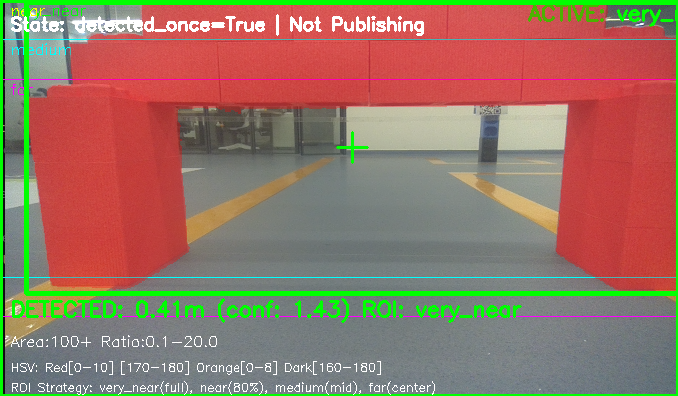 near
State: detected_once=True | Not Publishing
ACTIVE: very_
medium
far
DETECTED: 0.41m (conf: 1.43) ROI: very_near
Area:100+ Ratio:0.1-20.0
HSV: Red[0-10] [170-180] Orange[0-8] Dark[160-180]
ROI Strategy: very_near(full), near(80%), medium(mid), far(center)